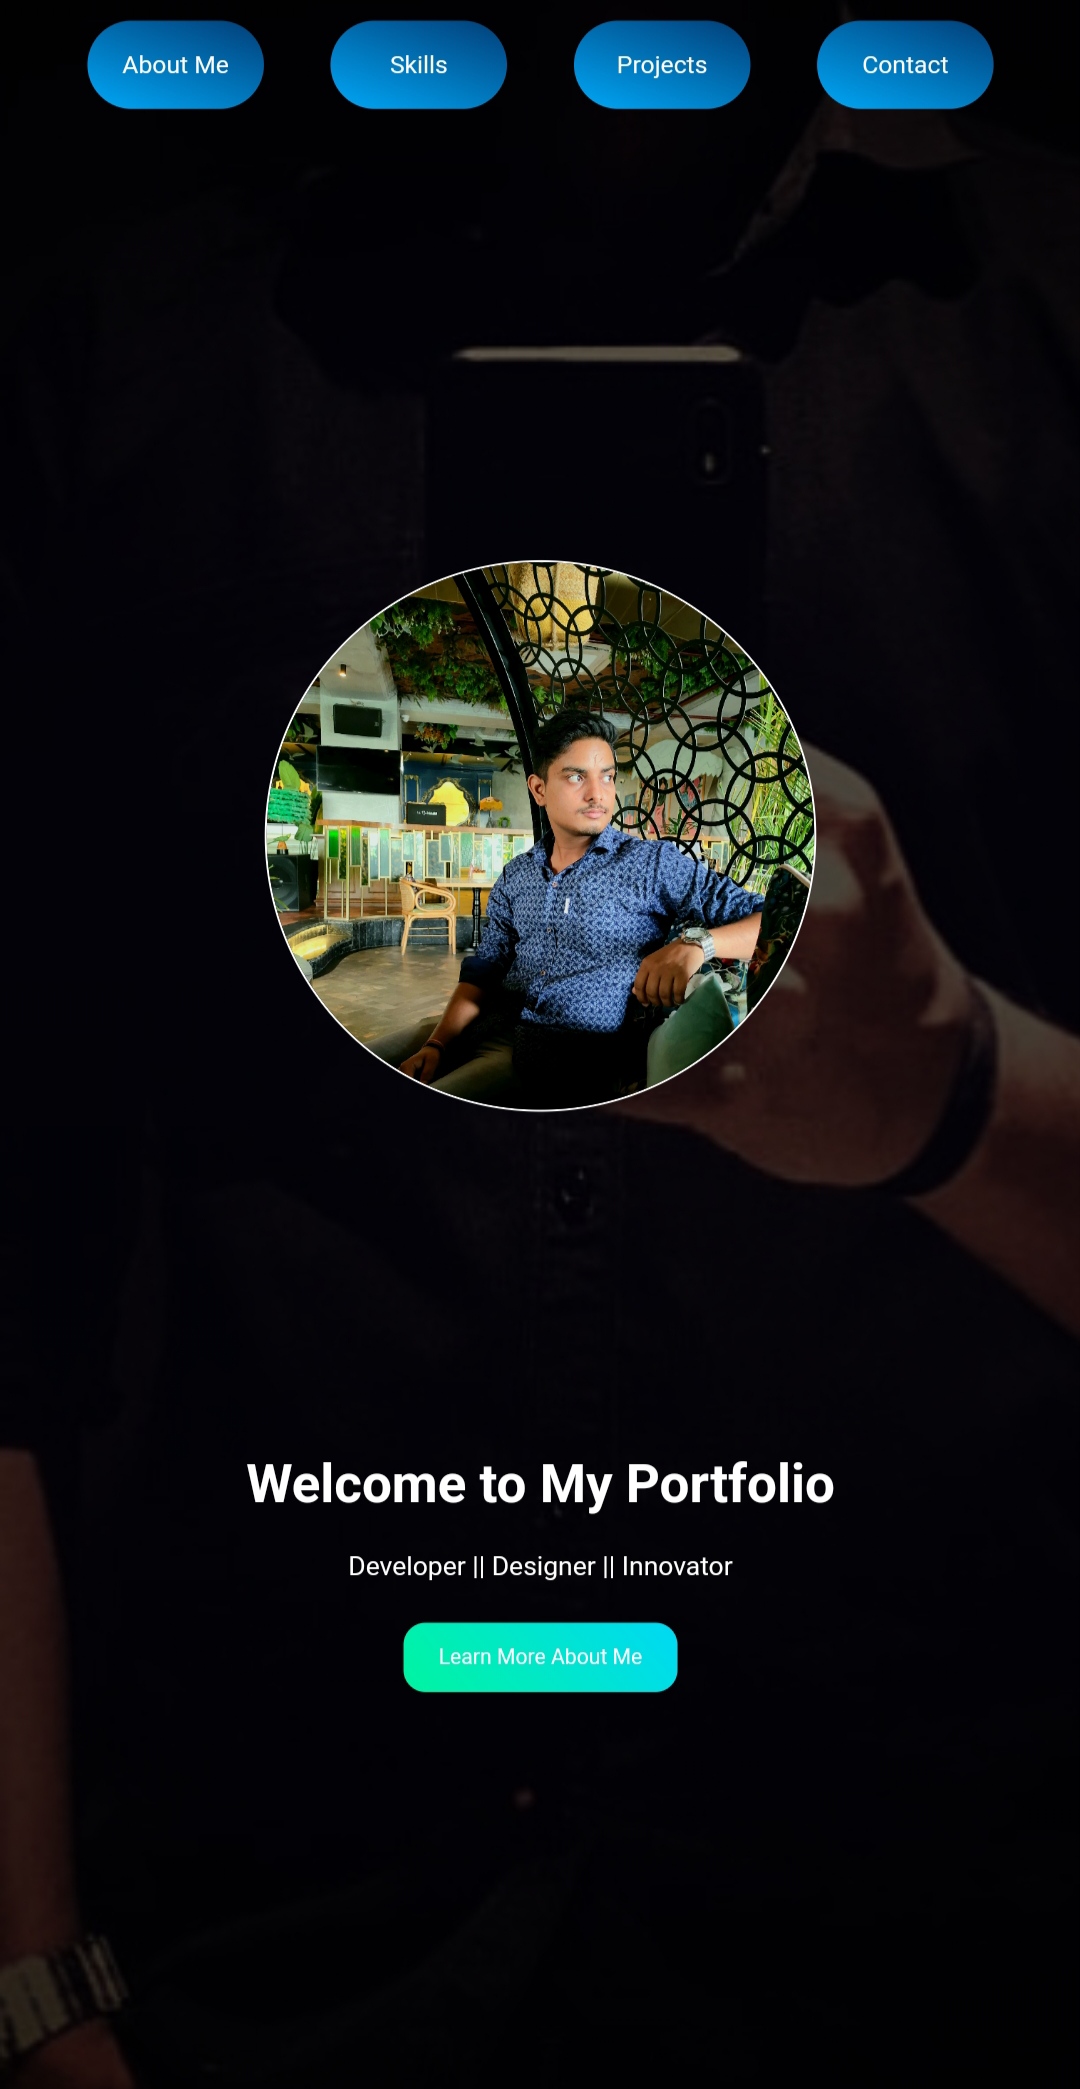 About Me Skills Projects Contact
Welcome to My Portfolio
Developer || Designer || Innovator
Learn More About Me